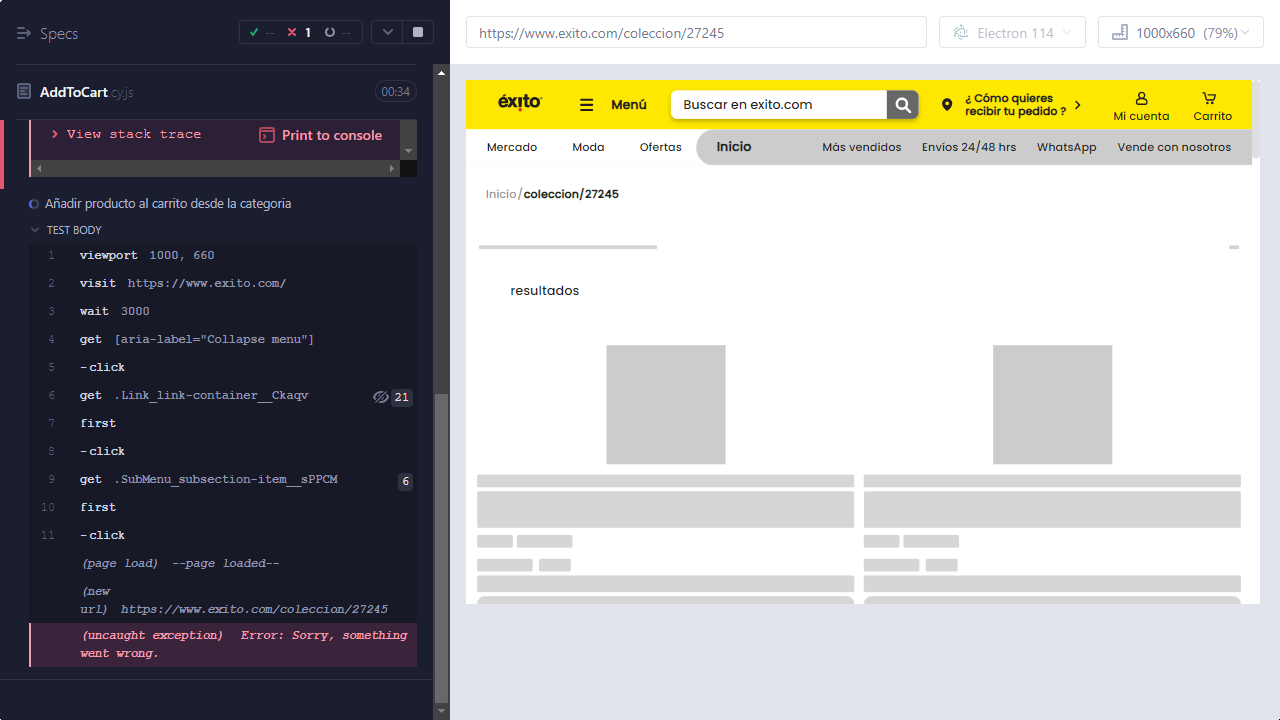 Specs
-- 1 --
AddToCart.cy.js
00:34
View stack trace
Print to console
Añadir producto al carrito desde la categoria
TEST BODY
1 viewport 1000, 660
2 visit https://www.exito.com/
3 wait 3000
4 get [aria-label="Collapse menu"]
5 -click
6 get .Link_link-container__Ckaqv 21
7 first
8 -click
9 get .SubMenu_subsection-item__sPPCM 6
10 first
11 -click
(page load) --page loaded--
(new
url) https://www.exito.com/coleccion/27245
(uncaught exception) Error: Sorry, something
went wrong.
https://www.exito.com/coleccion/27245
Electron 114
1000x660 (79%)
éxito
Menú
Buscar en exito.com
¿ Cómo quieres
recibir tu pedido ?
Mi cuenta
Carrito
Mercado
Moda
Ofertas
Inicio
Más vendidos
Envíos 24/48 hrs
WhatsApp
Vende con nosotros
Inicio/coleccion/27245
resultados